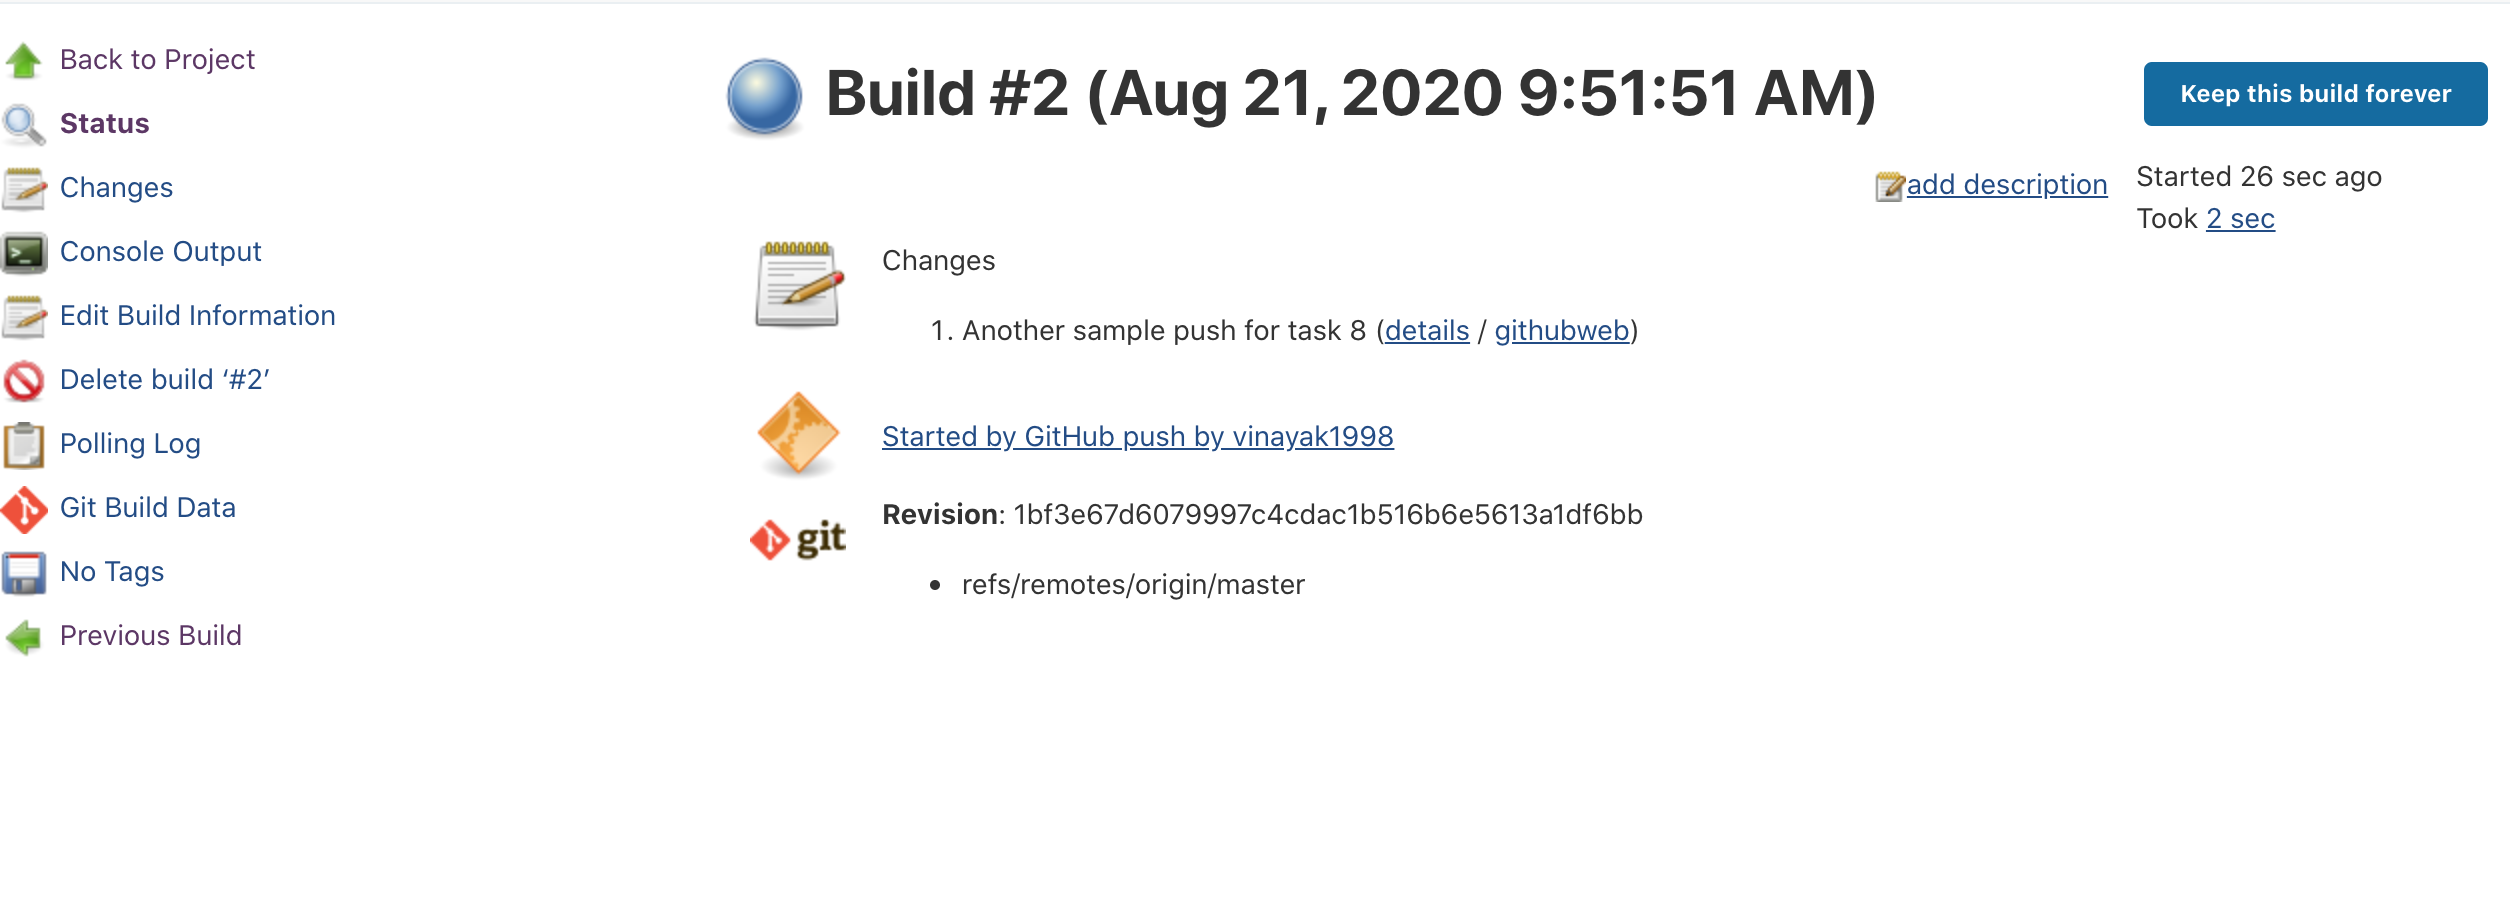 Back to Project
Status
Changes
Console Output
Edit Build Information
Delete build ‘#2’
Polling Log
Git Build Data
No Tags
Previous Build
Build #2 (Aug 21, 2020 9:51:51 AM)
Keep this build forever
add description
Started 26 sec ago
Took 2 sec
Changes
1. Another sample push for task 8 (details / githubweb)
Started by GitHub push by vinayak1998
git
Revision: 1bf3e67d6079997c4cdac1b516b6e5613a1df6bb
• refs/remotes/origin/master